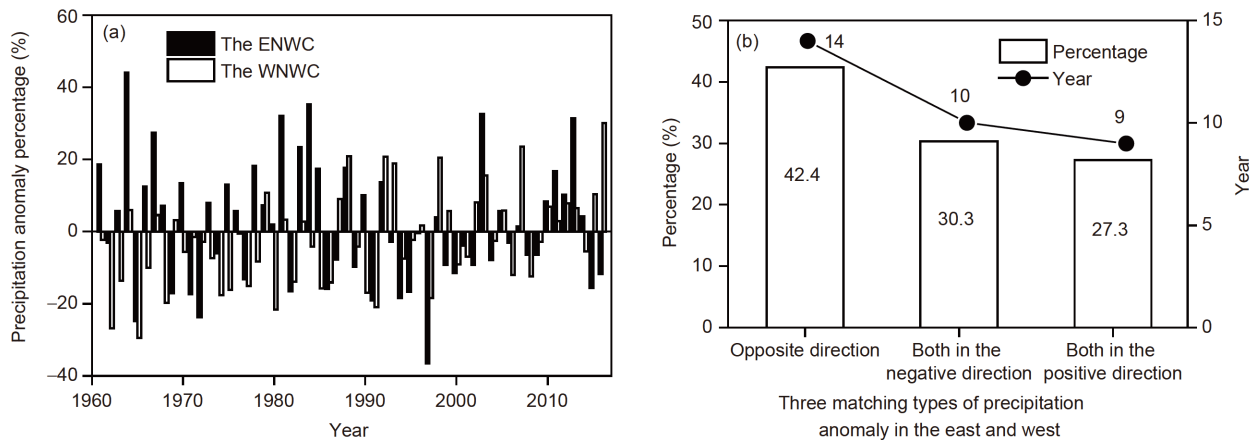 (a)
The ENWC
The WNWC
Precipitation anomaly percentage (%)
60
40
20
0
−20
−40
1960
1970
1980
1990
2000
2010
Year
(b)
Percentage
Year
Percentage (%)
50
40
30
20
10
0
15
10
5
0
Year
14
10
9
42.4
30.3
27.3
Opposite direction
Both in the
negative direction
Both in the
positive direction
Three matching types of precipitation
anomaly in the east and west